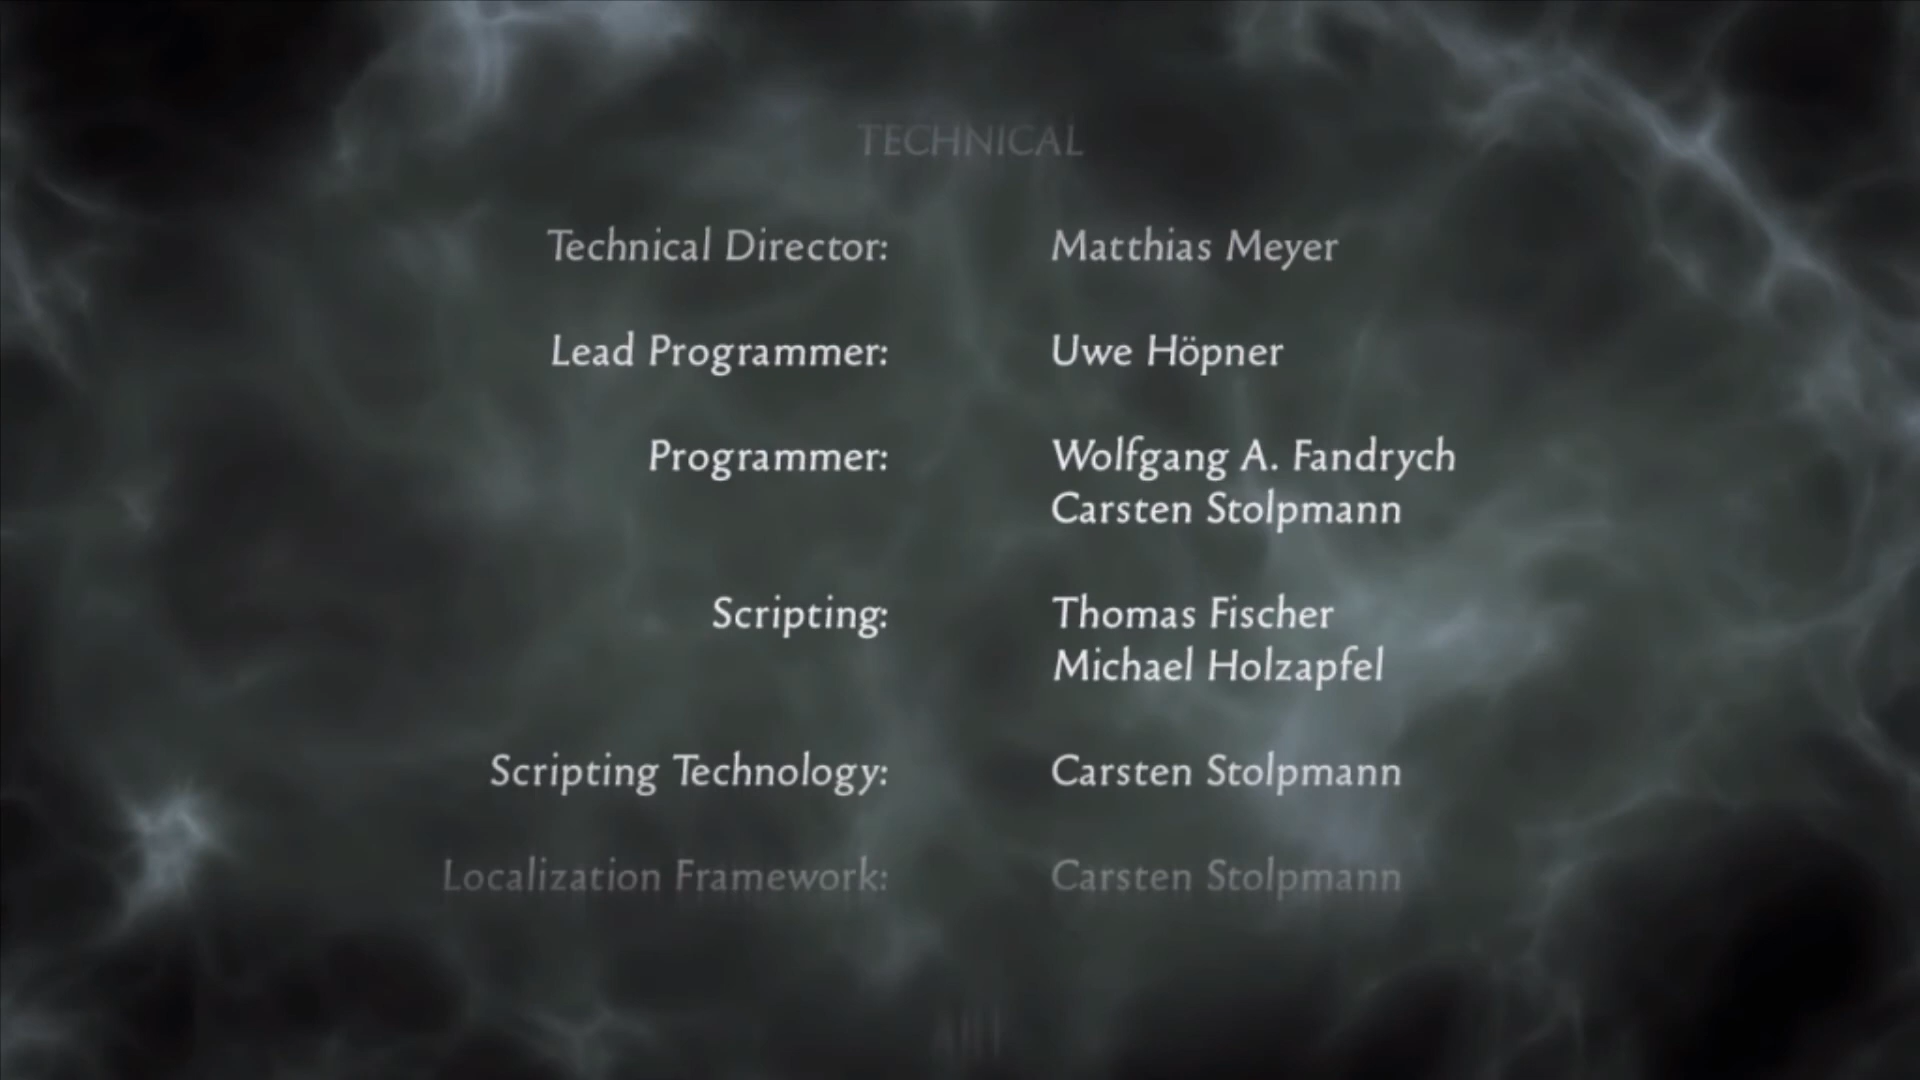 TECHNICAL
Technical Director: Matthias Meyer
Lead Programmer: Uwe Höpner
Programmer: Wolfgang A. Fandrych
Carsten Stolpmann
Scripting: Thomas Fischer
Michael Holzapfel
Scripting Technology: Carsten Stolpmann
Localization Framework: Carsten Stolpmann